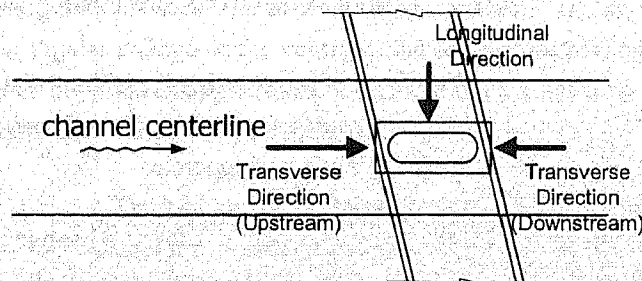 Longitudinal
Direction
channel centerline
Transverse
Direction
(Upstream)
Transverse
Direction
(Downstream)